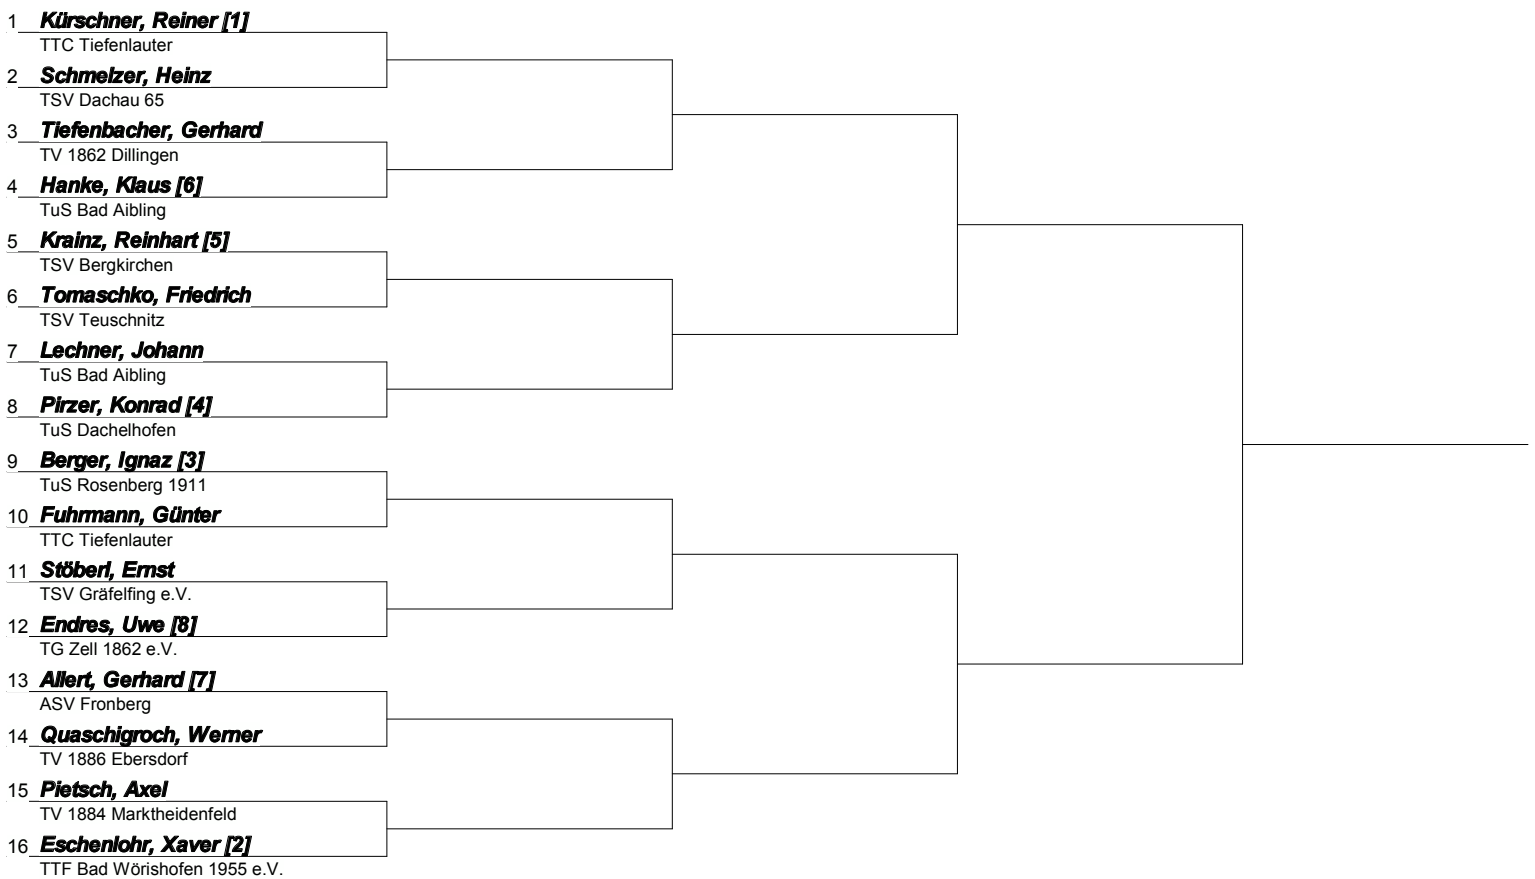 1 Kürschner, Reiner [1]
TTC Tiefenlauter
2 Schmelzer, Heinz
TSV Dachau 65
3 Tiefenbacher, Gerhard
TV 1862 Dillingen
4 Hanke, Klaus [6]
TuS Bad Aibling
5 Krainz, Reinhart [5]
TSV Bergkirchen
6 Tomaschko, Friedrich
TSV Teuschnitz
7 Lechner, Johann
TuS Bad Aibling
8 Pirzer, Konrad [4]
TuS Dachelhofen
9 Berger, Ignaz [3]
TuS Rosenberg 1911
10 Fuhrmann, Günter
TTC Tiefenlauter
11 Stöberl, Ernst
TSV Gräfelfing e.V.
12 Endres, Uwe [8]
TG Zell 1862 e.V.
13 Allert, Gerhard [7]
ASV Fronberg
14 Quaschigroch, Werner
TV 1886 Ebersdorf
15 Pietsch, Axel
TV 1884 Marktheidenfeld
16 Eschenlohr, Xaver [2]
TTF Bad Wörishofen 1955 e.V.